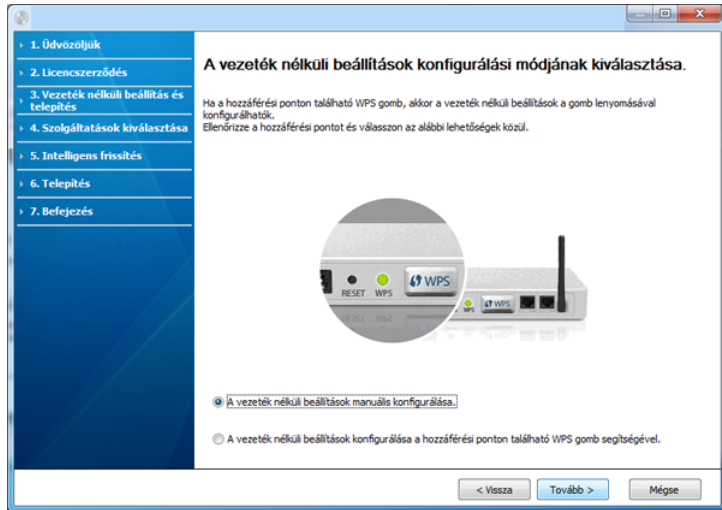 1. Üdvözöljük
2. Licencszerződés
3. Vezeték nélküli beállítás és
telepítés
4. Szolgáltatások kiválasztása
5. Intelligens frissítés
6. Telepítés
7. Befejezés
A vezeték nélküli beállítások konfigurálási módjának kiválasztása.
Ha a hozzáférési ponton található WPS gomb, akkor a vezeték nélküli beállítások a gomb lenyomásával
konfigurálhatók.
Ellenőrizze a hozzáférési pontot és válasszon az alábbi lehetőségek közül.
RESET WPS WPS
WPS WPS
A vezeték nélküli beállítások manuális konfigurálása.
A vezeték nélküli beállítások konfigurálása a hozzáférési ponton található WPS gomb segítségével.
< Vissza Tovább > Mégse